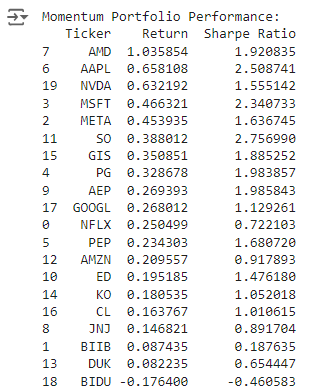 Momentum Portfolio Performance:
Ticker Return Sharpe Ratio
7 AMD 1.035854 1.920835
6 AAPL 0.658108 2.508741
19 NVDA 0.632192 1.555142
3 MSFT 0.466321 2.340733
2 META 0.453935 1.636745
11 SO 0.388012 2.756990
15 GIS 0.350851 1.885252
4 PG 0.328678 1.983857
9 AEP 0.269393 1.985843
17 GOOGL 0.268012 1.129261
0 NFLX 0.250499 0.722103
5 PEP 0.234303 1.680720
12 AMZN 0.209557 0.917893
10 ED 0.195185 1.476180
14 KO 0.180535 1.052018
16 CL 0.163767 1.010615
8 JNJ 0.146821 0.891704
1 BIIB 0.087435 0.187635
13 DUK 0.082235 0.654447
18 BIDU -0.176400 -0.460583